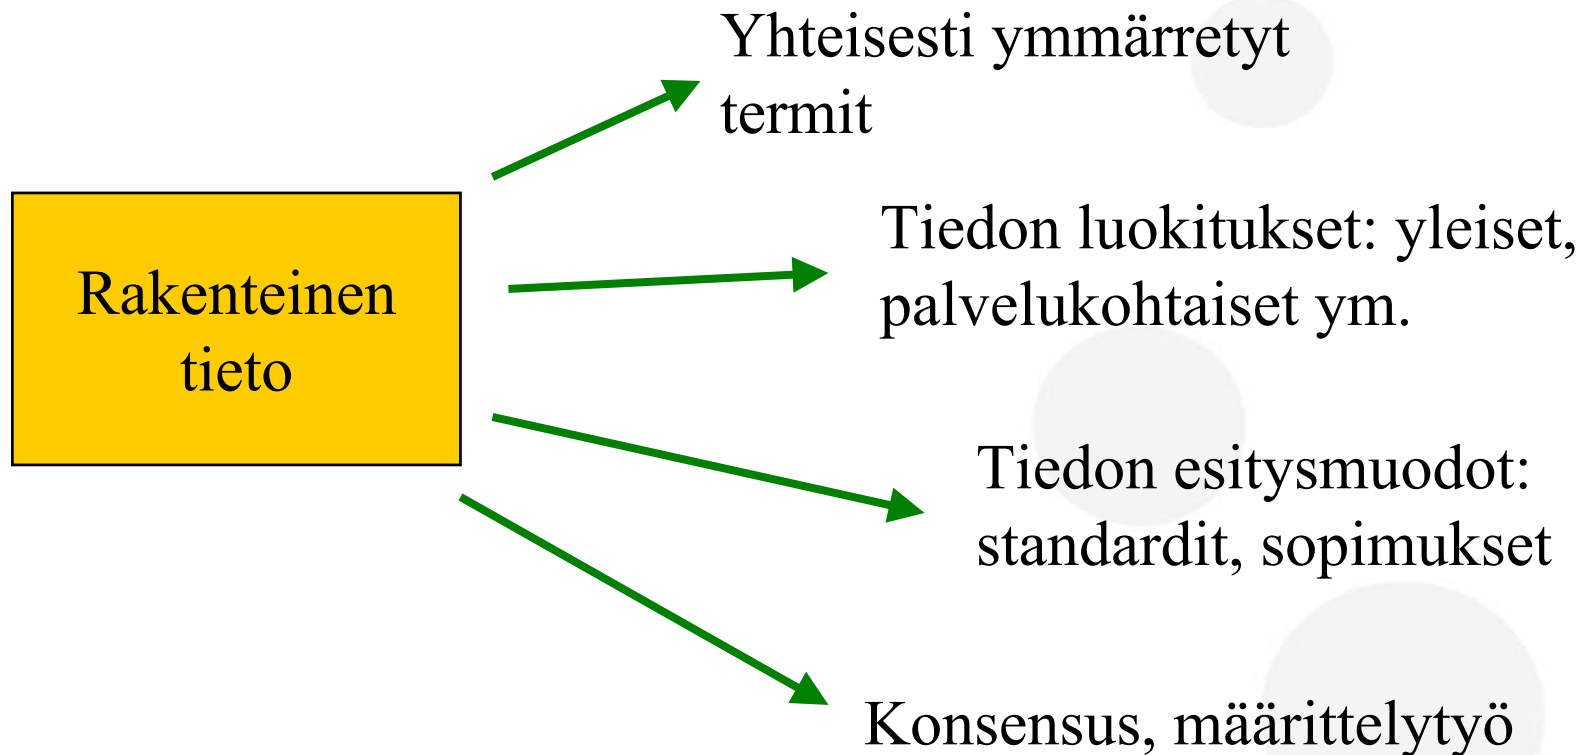 Yhteisesti ymmärretyt
termit
Rakenteinen
tieto
Tiedon luokitukset: yleiset,
palvelukohtaiset ym.
Tiedon esitysmuodot:
standardit, sopimukset
Konsensus, määrittelytyö